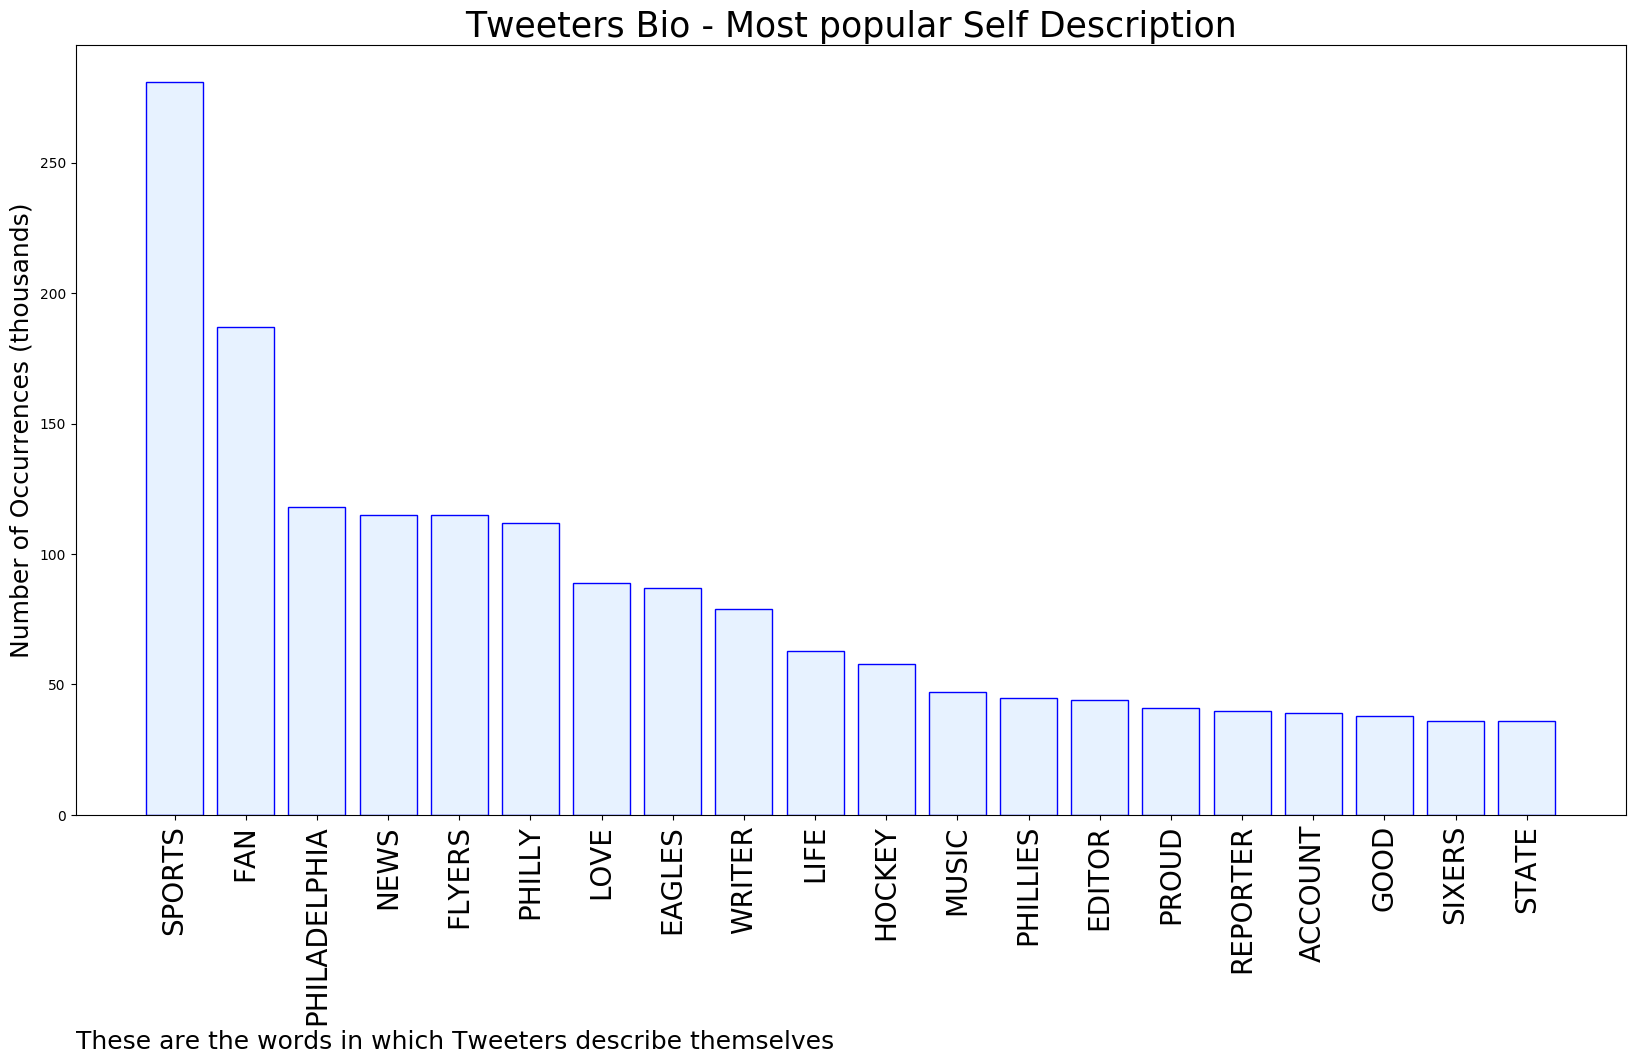 Tweeters Bio - Most popular Self Description
Number of Occurrences (thousands)
250
200
150
100
50
0
SPORTS
FAN
PHILADELPHIA
NEWS
FLYERS
PHILLY
LOVE
EAGLES
WRITER
LIFE
HOCKEY
MUSIC
PHILLIES
EDITOR
PROUD
REPORTER
ACCOUNT
GOOD
SIXERS
STATE
These are the words in which Tweeters describe themselves